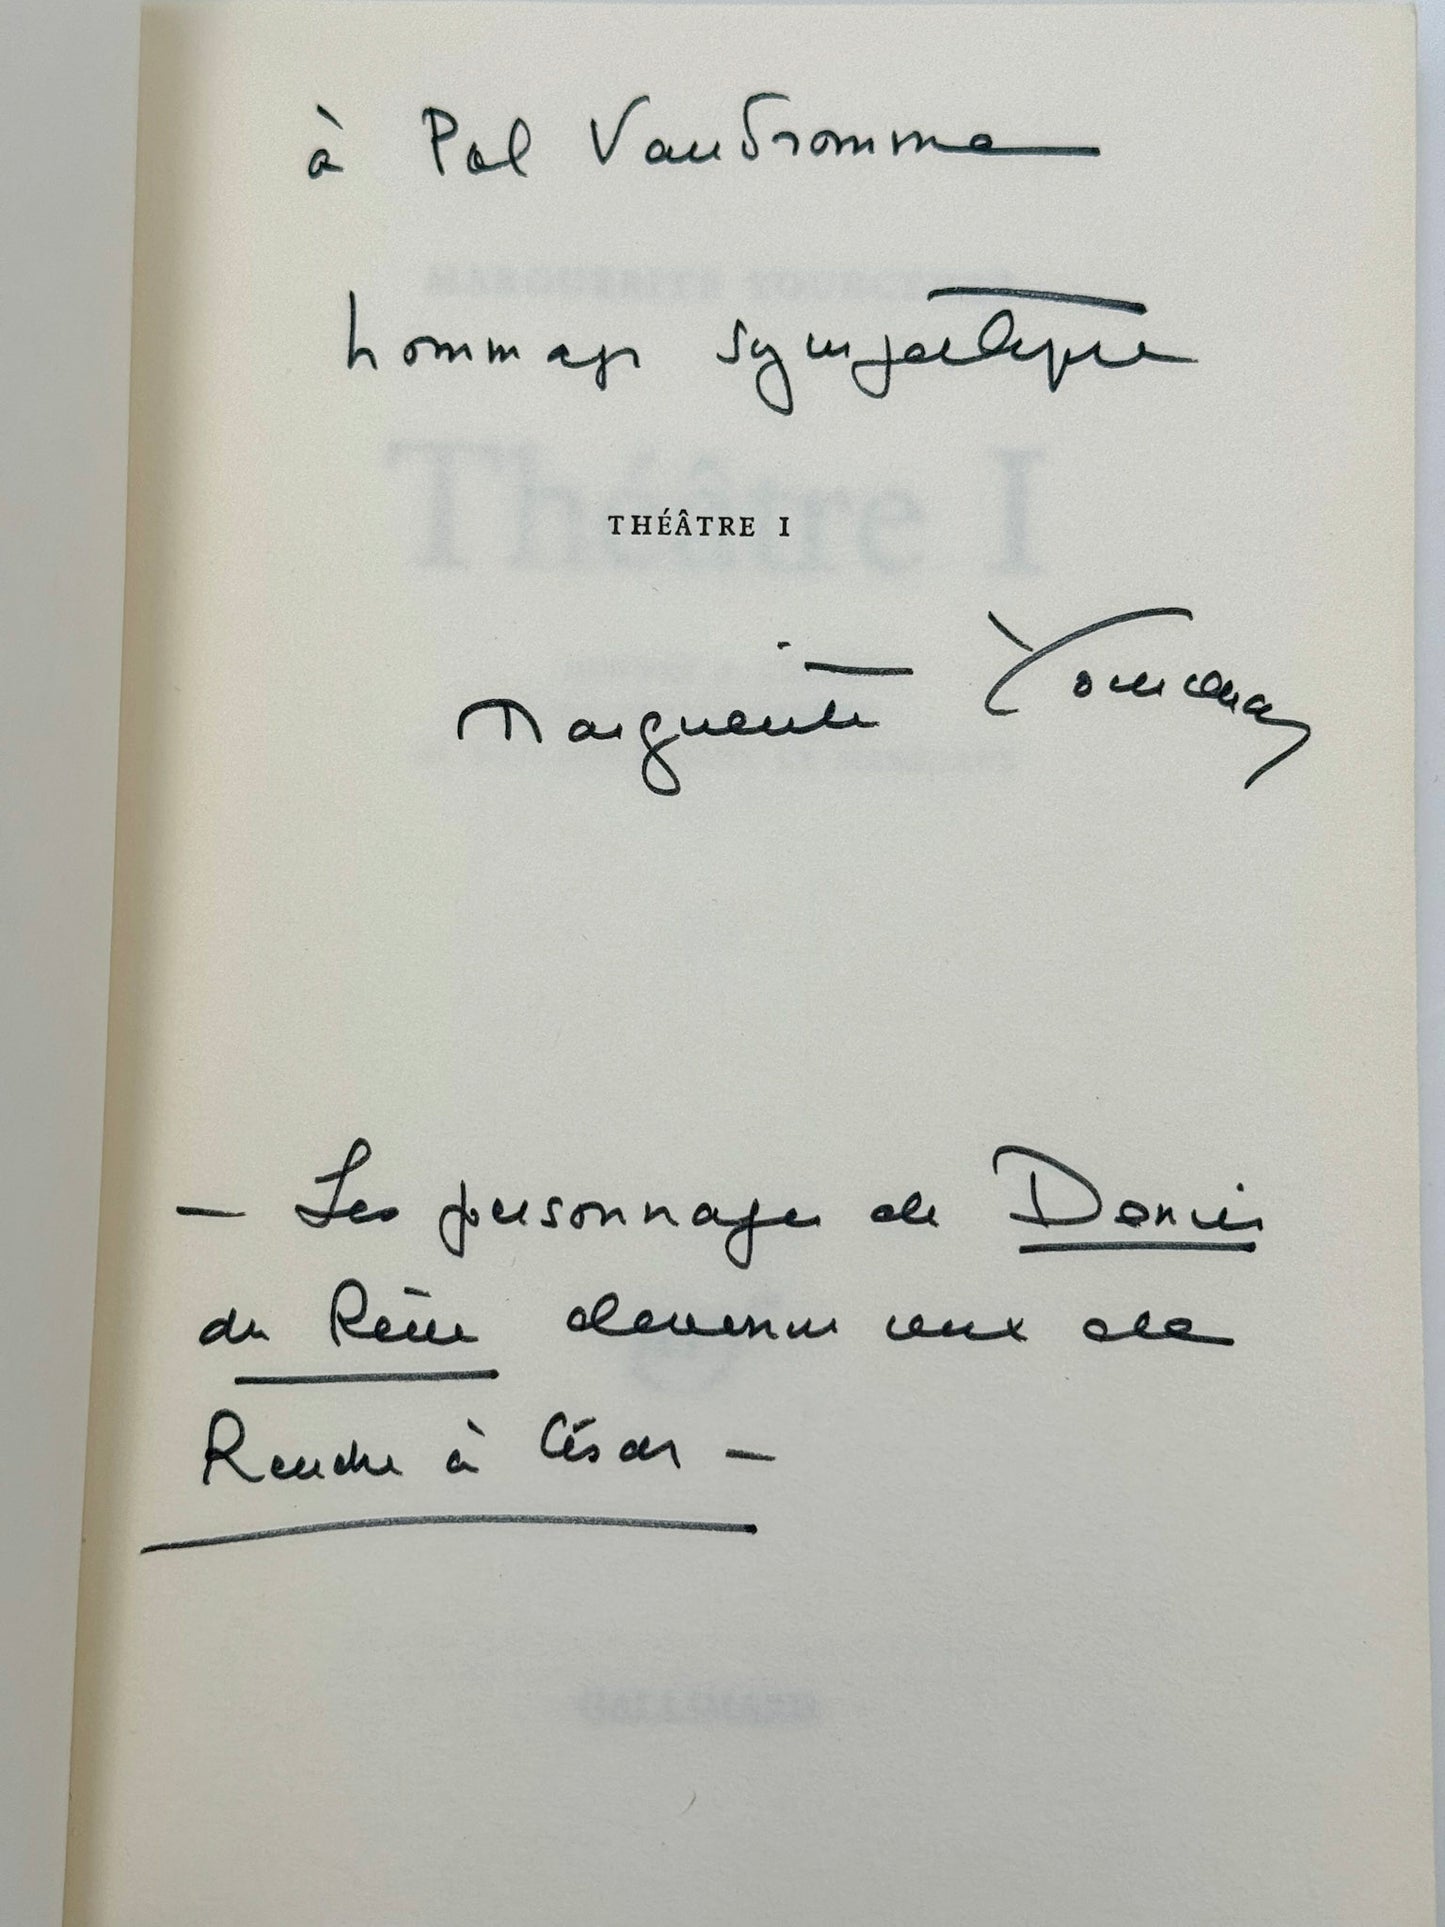 à Pol Vandromme
hommage sympathique
THÉÂTRE I
Marguerite Yourcenar
— Les personnages de Denier
du Rêve devenus ceux de
Rendre à César —